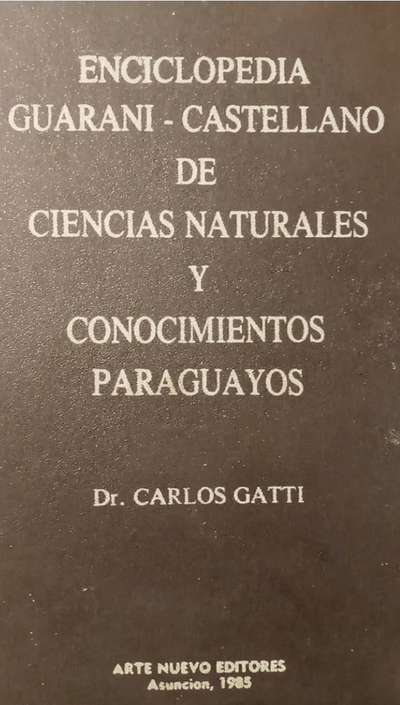 ENCICLOPEDIA
GUARANI - CASTELLANO
DE
CIENCIAS NATURALES
Y
CONOCIMIENTOS
PARAGUAYOS
Dr. CARLOS GATTI
ARTE NUEVO EDITORES
Asuncion, 1985